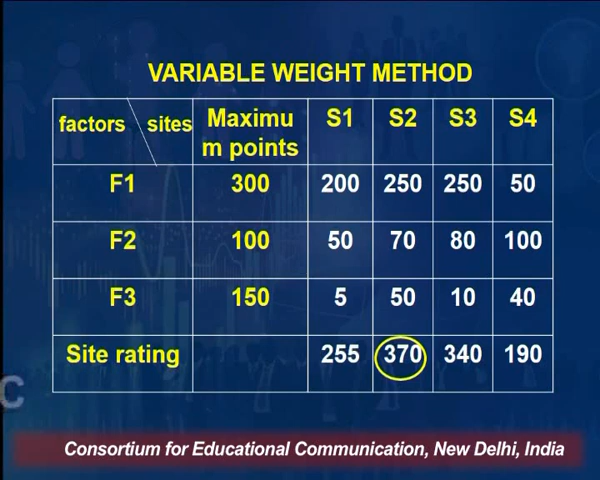 VARIABLE WEIGHT METHOD
factors sites Maximu m points S1 S2 S3 S4
F1 300 200 250 250 50
F2 100 50 70 80 100
F3 150 5 50 10 40
Site rating 255 370 340 190
C
Consortium for Educational Communication, New Delhi, India